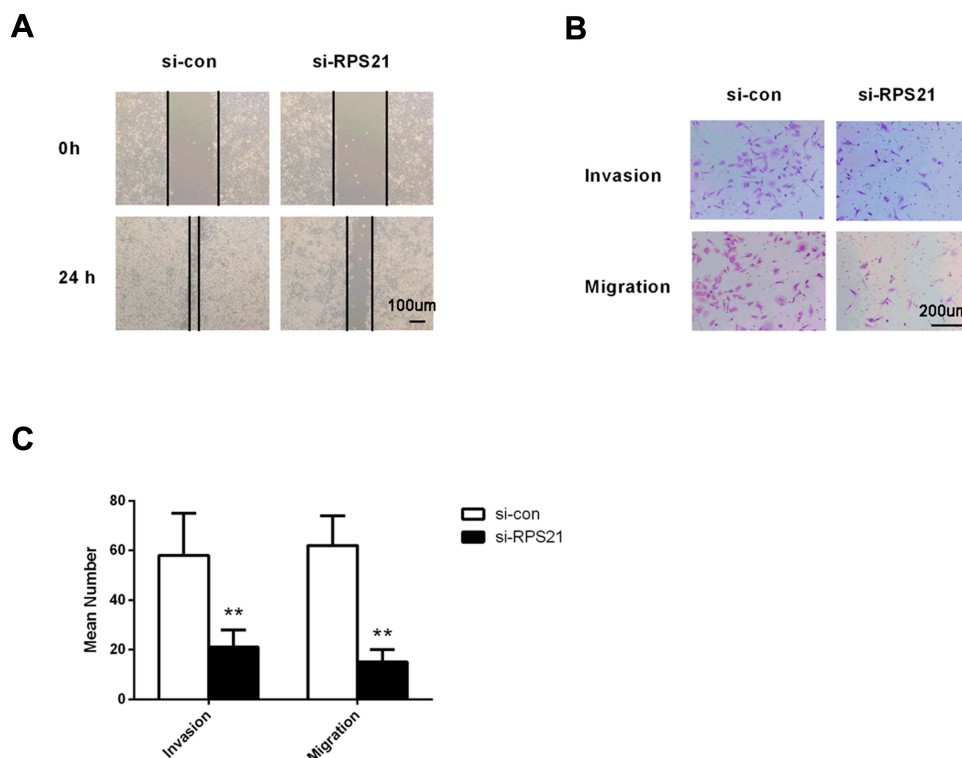 A
si-con si-RPS21
0h
24 h
100um
B
si-con si-RPS21
Invasion
Migration
200um
C
80
60
40
20
0
Mean Number
**
**
Invasion
Migration
si-con
si-RPS21